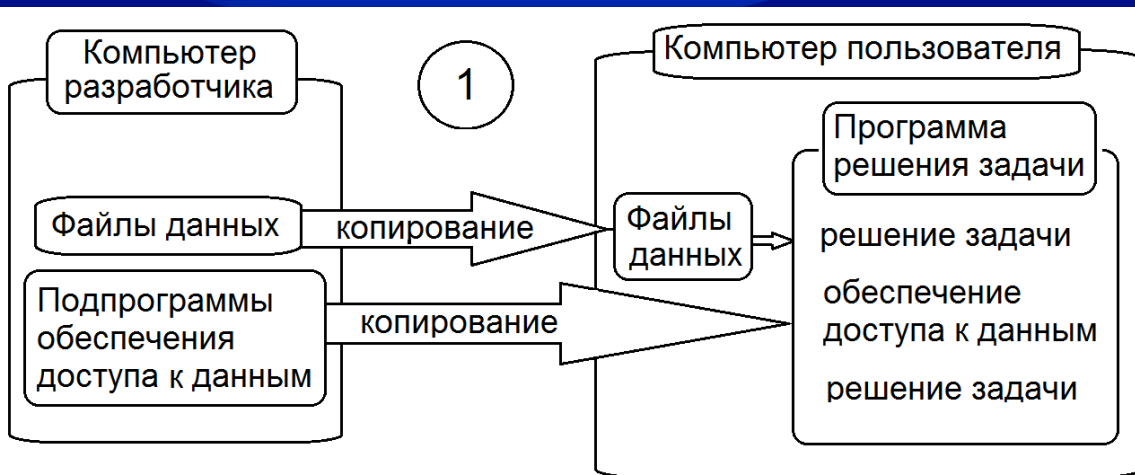 Компьютер
разработчика
1
Компьютер пользователя
Программа
решения задачи
Файлы данных
копирование
Файлы
данных
решение задачи
Подпрограммы
обеспечения
доступа к данным
копирование
обеспечение
доступа к данным
решение задачи